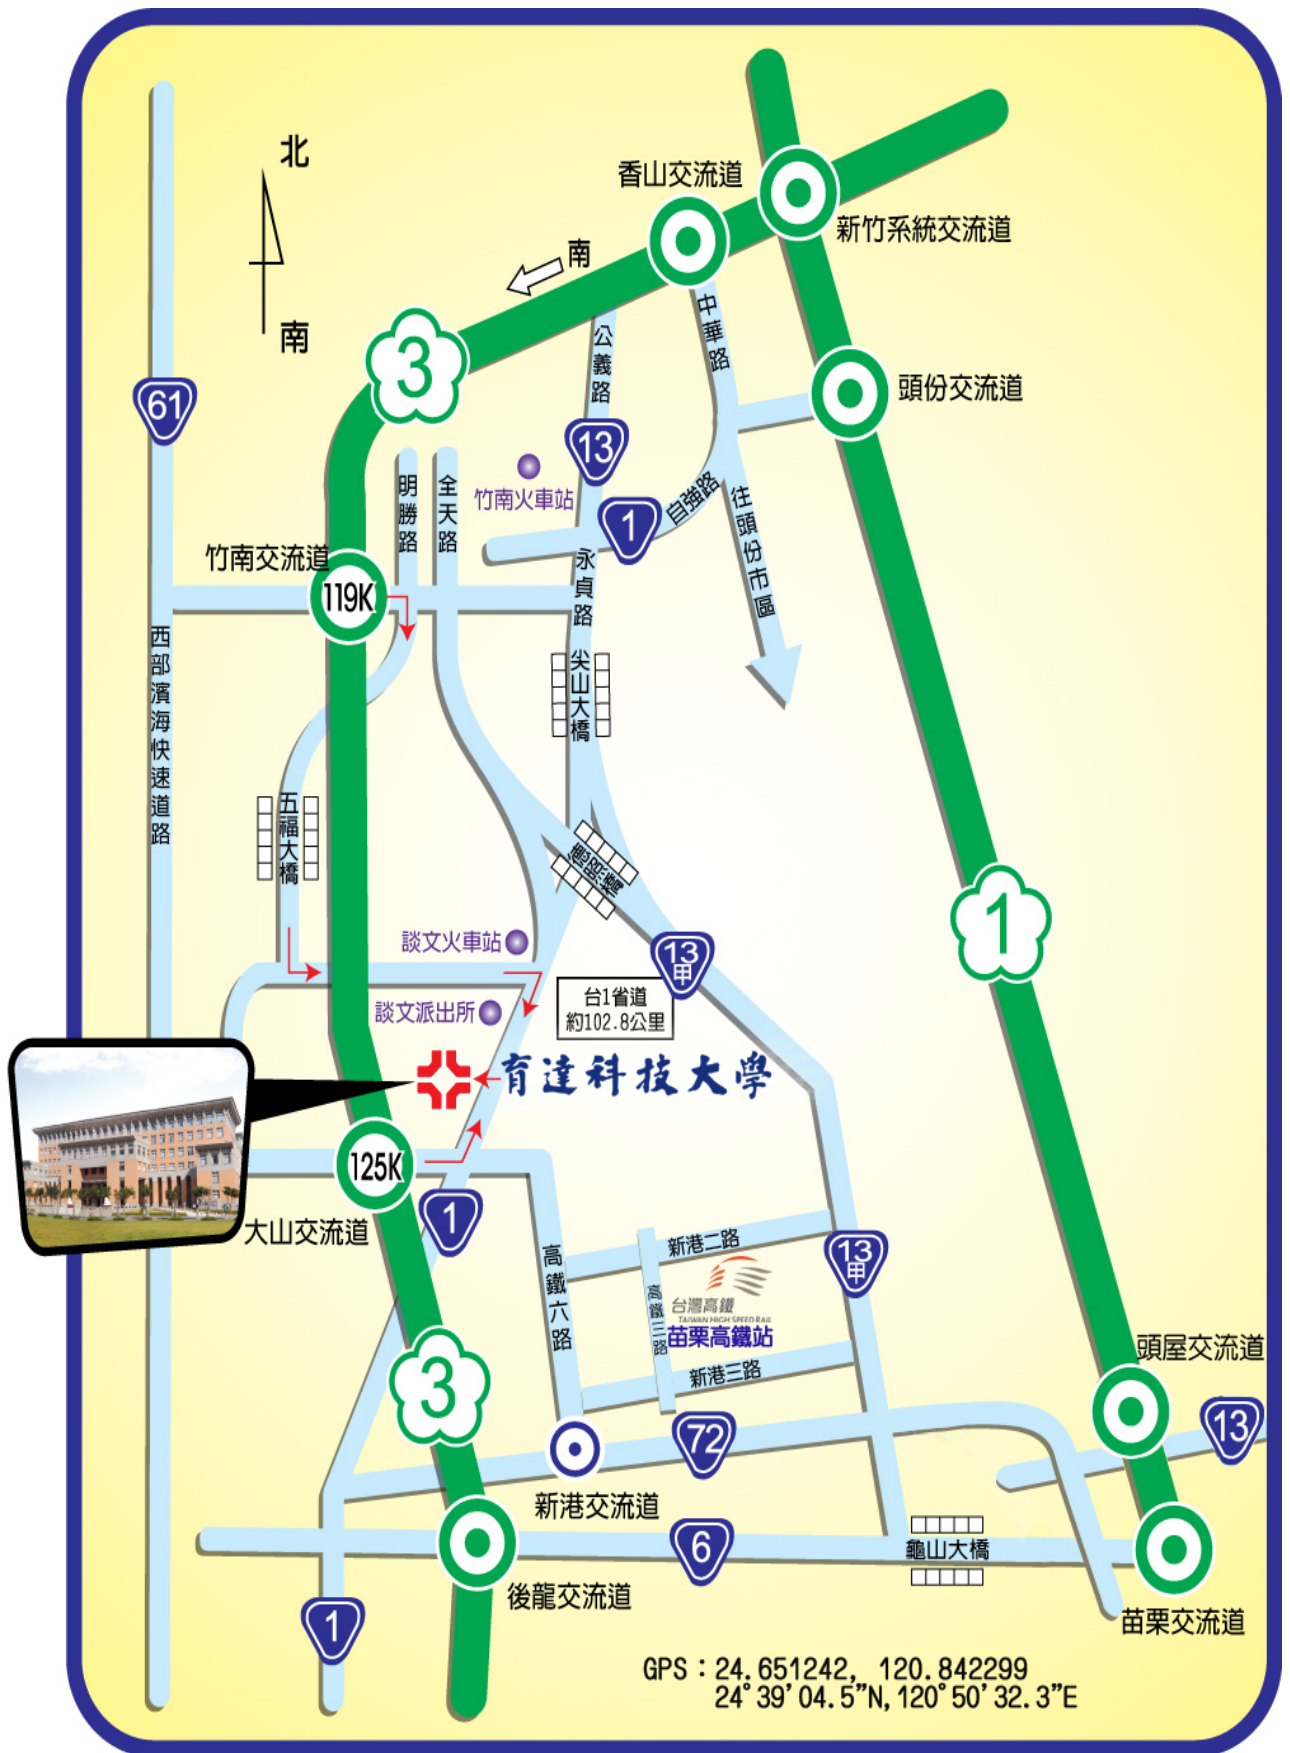 北
南
香山交流道
新竹系統交流道
南
3
中華路
公義路
61
頭份交流道
13
明勝路
全天路
竹南火車站
1
自強路
往頭份市區
竹南交流道
119K
永貞路
西部濱海快速道路
尖山大橋
五福大橋
德昭橋
1
談文火車站
13甲
談文派出所
台1省道
約102.8公里
育達科技大學
125K
大山交流道
1
高鐵六路
新港二路
13甲
高鐵三路
台灣高鐵
TAIWAN HIGH SPEED RAIL
苗栗高鐵站
新港三路
3
頭屋交流道
72
13
新港交流道
6
龜山大橋
後龍交流道
1
苗栗交流道
GPS：24.651242, 120.842299
24°39'04.5"N,120°50'32.3"E